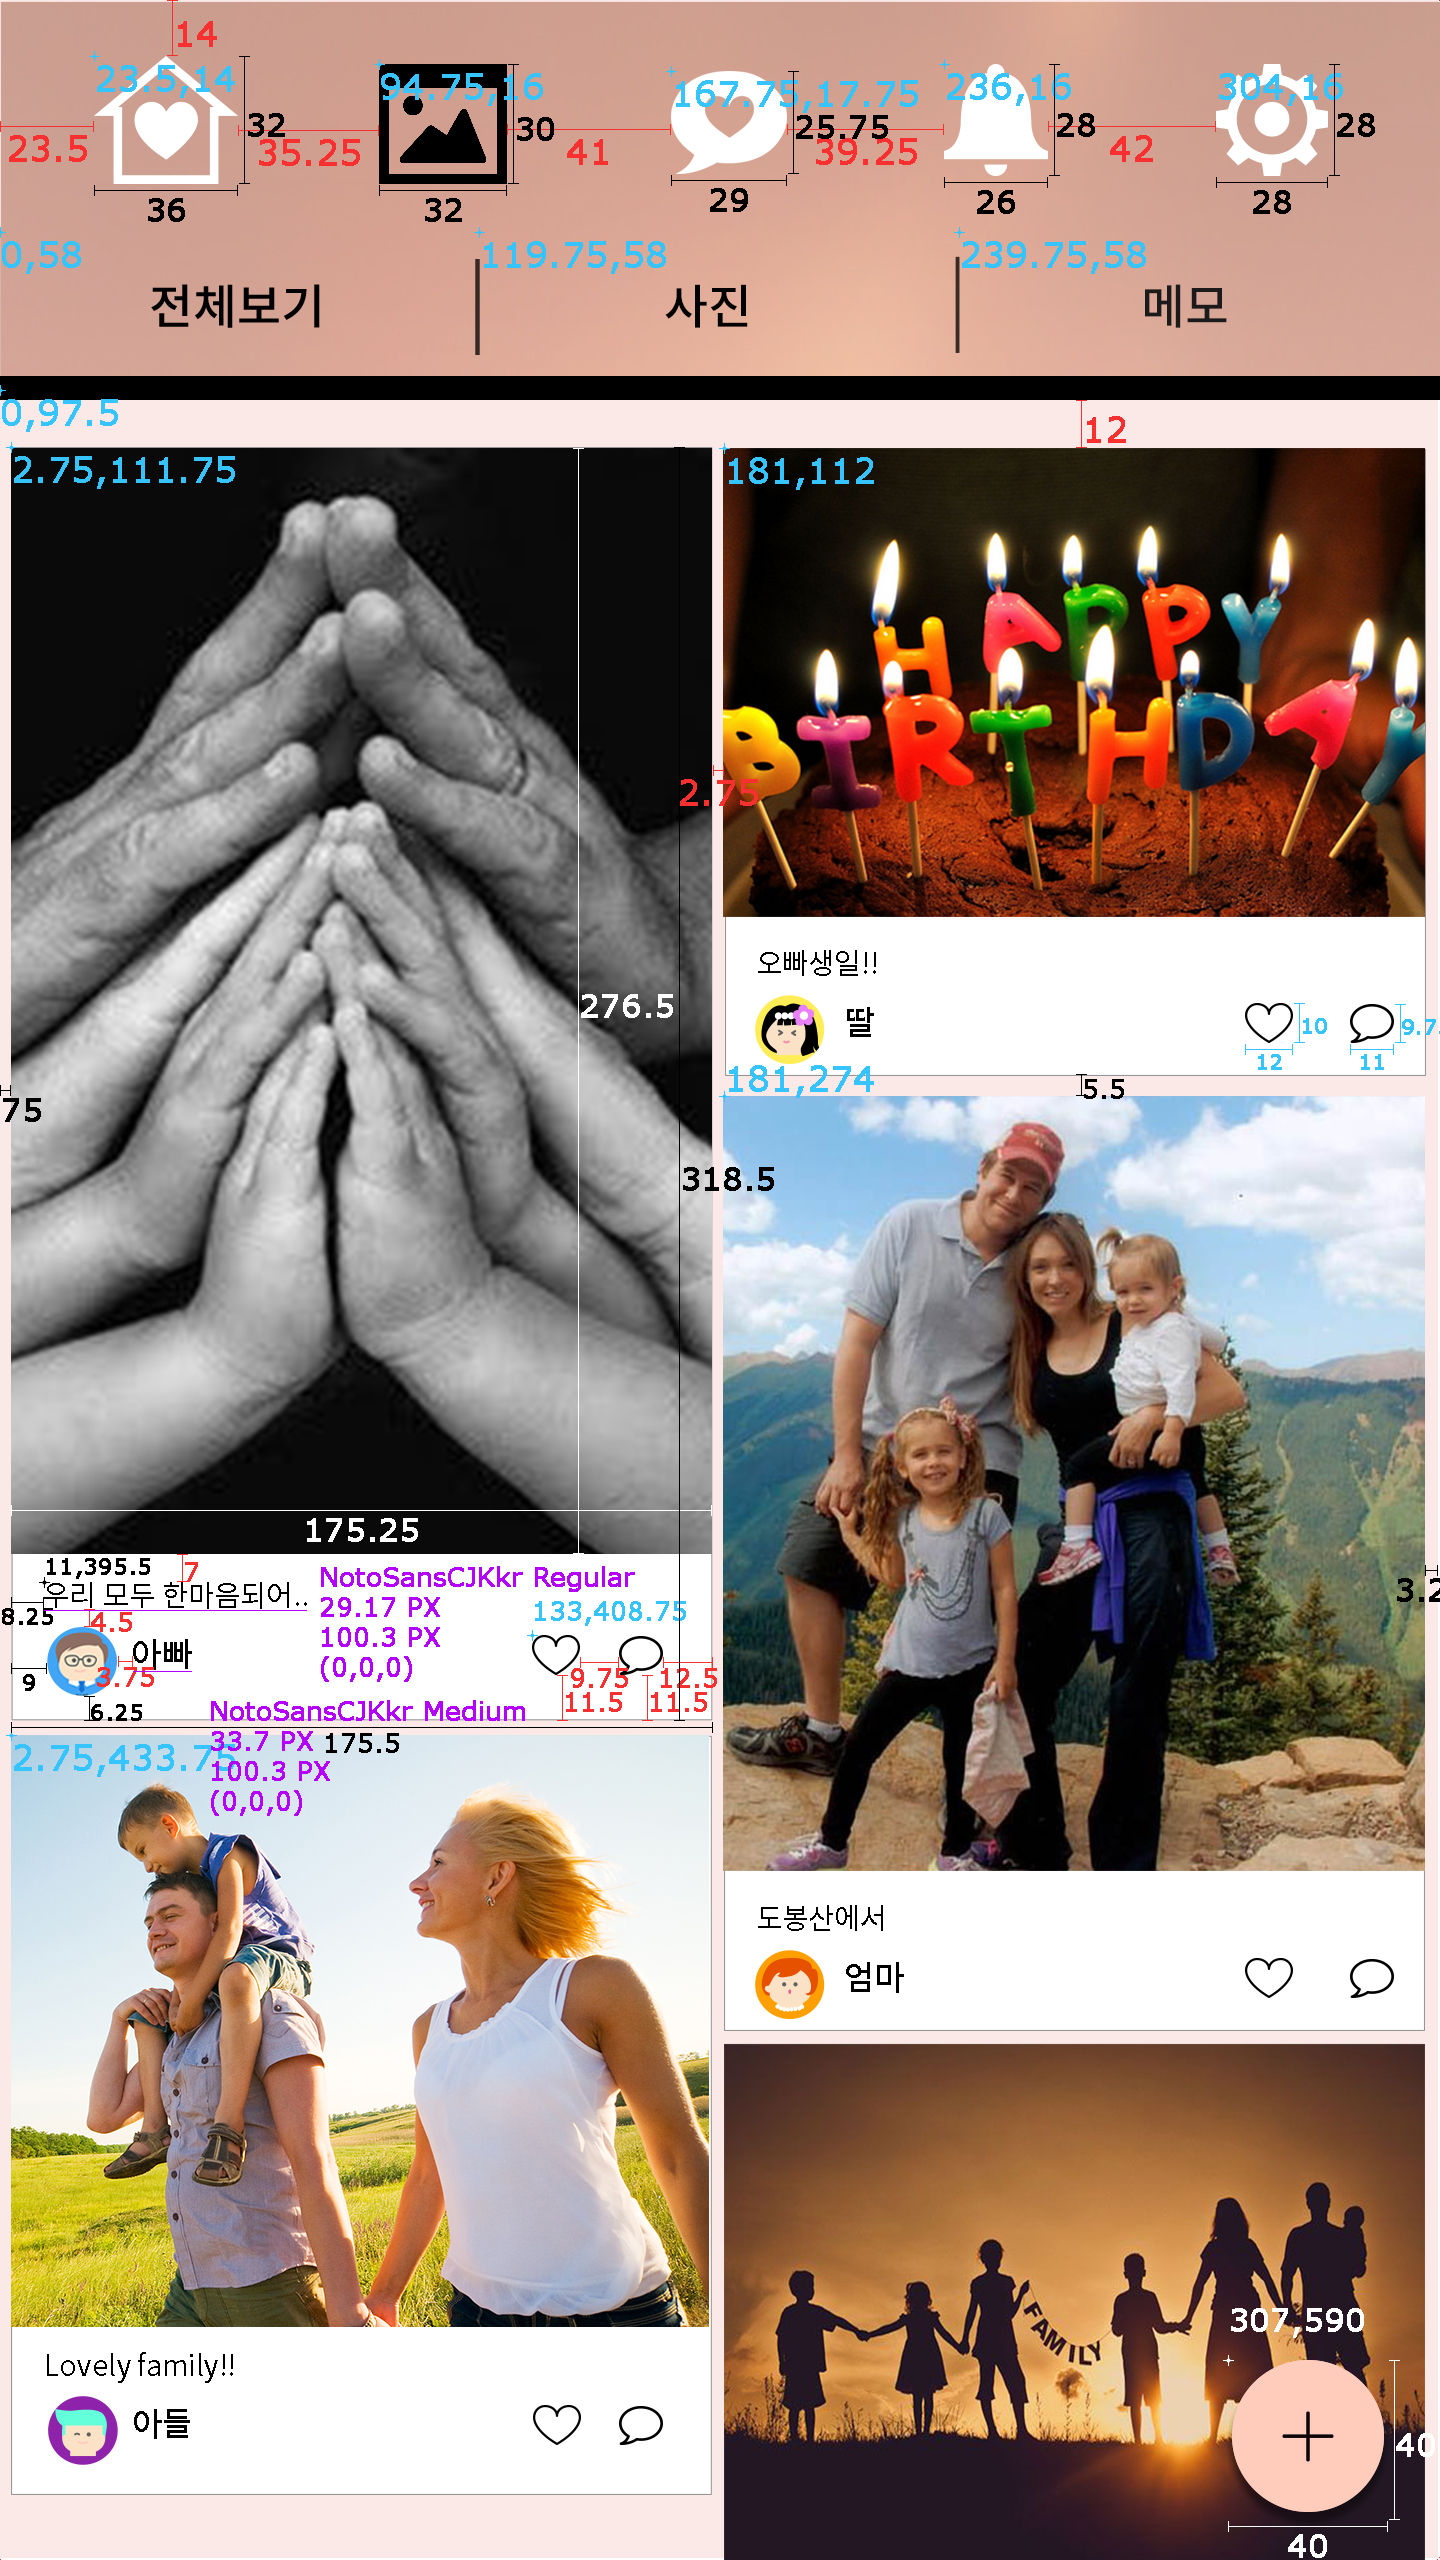 14
23.5,14
94.75,16
167.75,17.75
236,16
304,16
23.5
32
35.25
30
41
25.75
39.25
28
42
28
36
32
29
26
28
0,58
119.75,58
239.75,58
전체보기
사진
메모
0,97.5
12
2.75,111.75
181,112
HAPPY
BIRTHDAY
2.75
276.5
오빠생일!!
딸
10
9.7
12
11
181,274
5.5
75
318.5
175.25
11,395.5
7
우리 모두 한마음되어..
NotoSansCJKkr Regular
29.17 PX
100.3 PX
(0,0,0)
133,408.75
8.25
4.5
아빠
9
3.75
9.75
12.5
11.5
11.5
6.25
3.2
NotoSansCJKkr Medium
33.7 PX
100.3 PX
(0,0,0)
175.5
2.75,433.75
도봉산에서
엄마
FAMILY
307,590
Lovely family!!
아들
40
40